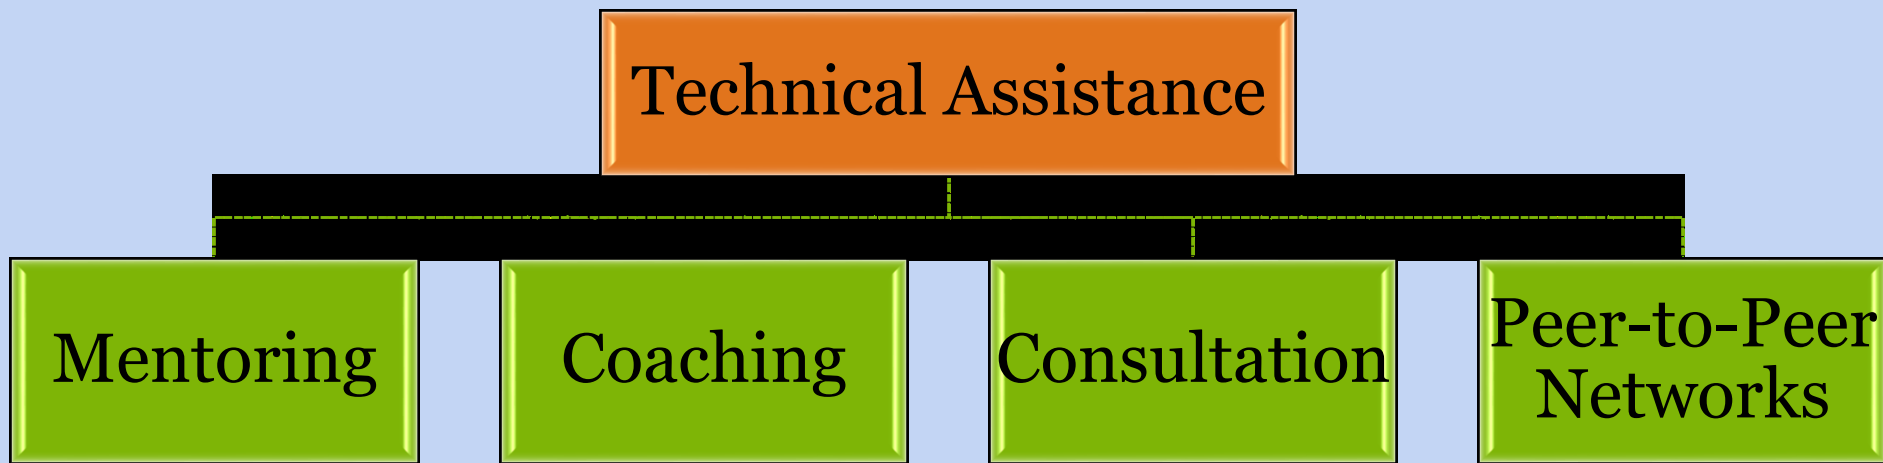 Technical Assistance
Mentoring
Coaching
Consultation
Peer-to-Peer
Networks